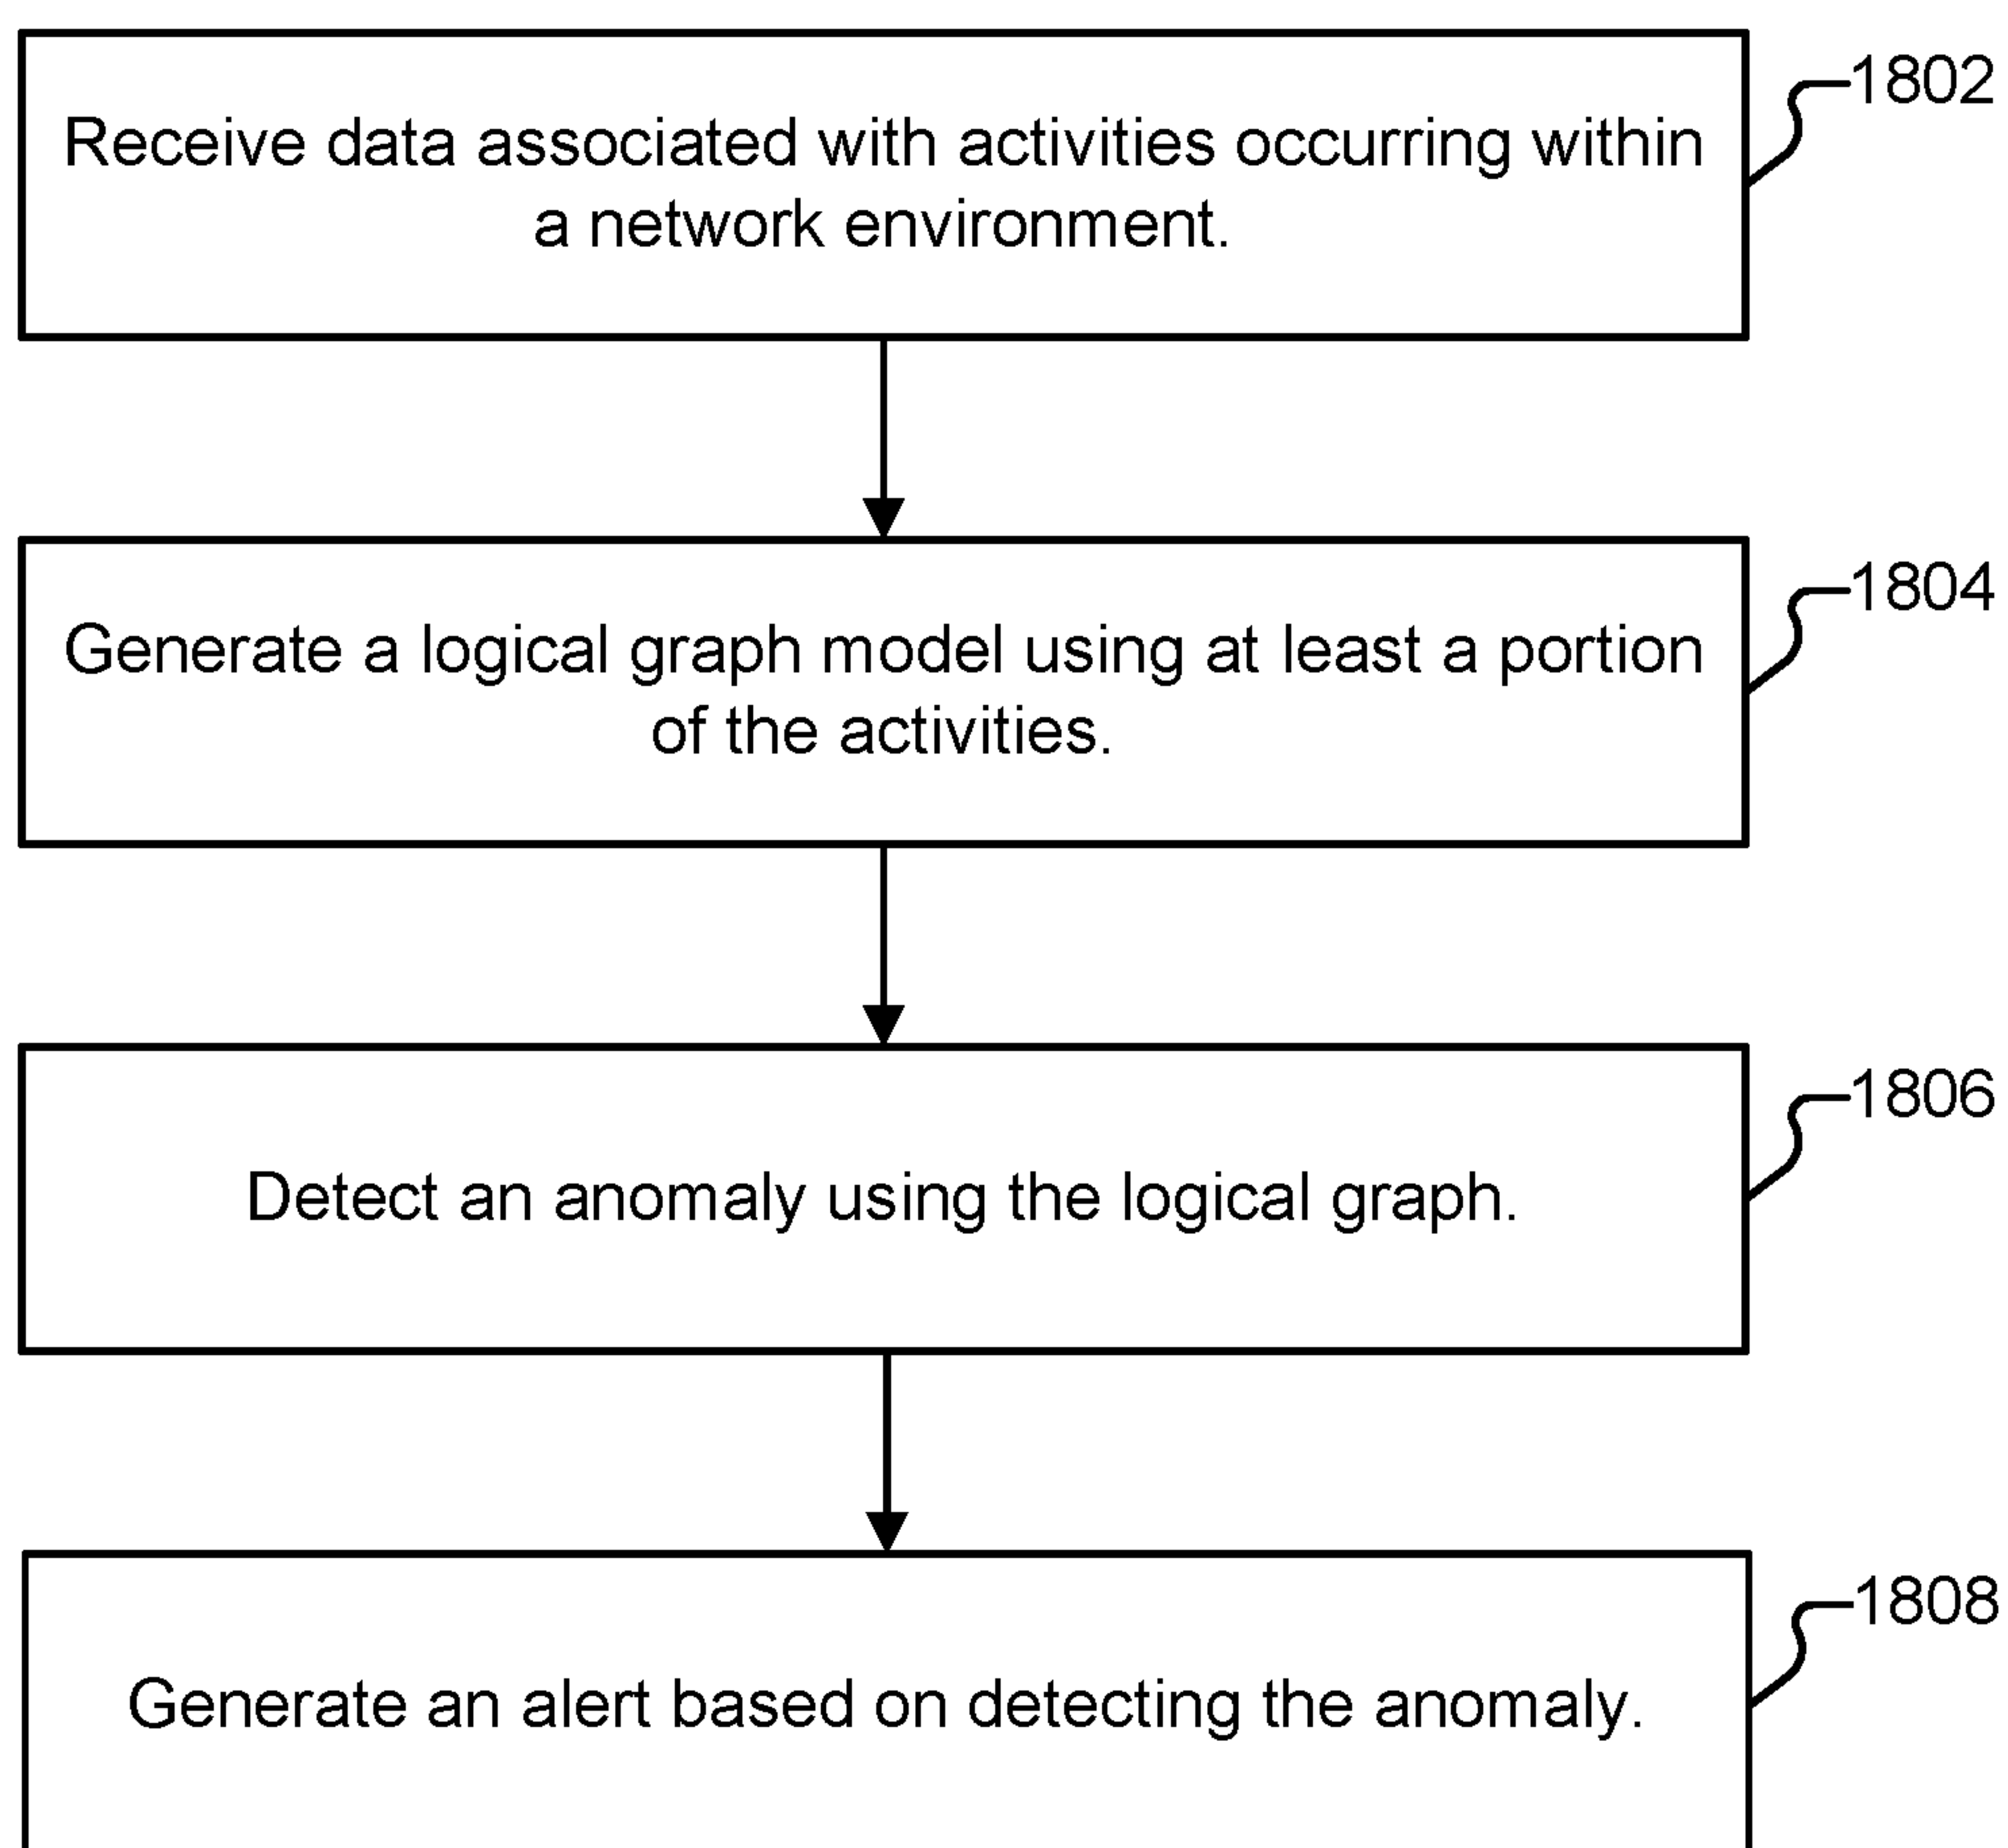 1802
Receive data associated with activities occurring within
a network environment.
1804
Generate a logical graph model using at least a portion
of the activities.
1806
Detect an anomaly using the logical graph.
1808
Generate an alert based on detecting the anomaly.